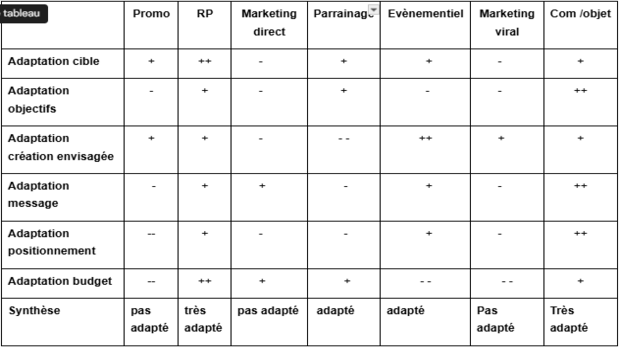 tableau
Promo RP Marketing direct Parrainage Evènementiel Marketing viral Com /objet
Adaptation cible + ++ - + + - +
Adaptation objectifs - + - + - - ++
Adaptation création envisagée + + - - - ++ + +
Adaptation message - + + - + - ++
Adaptation positionnement -- + - - + - ++
Adaptation budget -- ++ + + - - - - +
Synthèse pas adapté très adapté pas adapté adapté adapté Pas adapté Très adapté